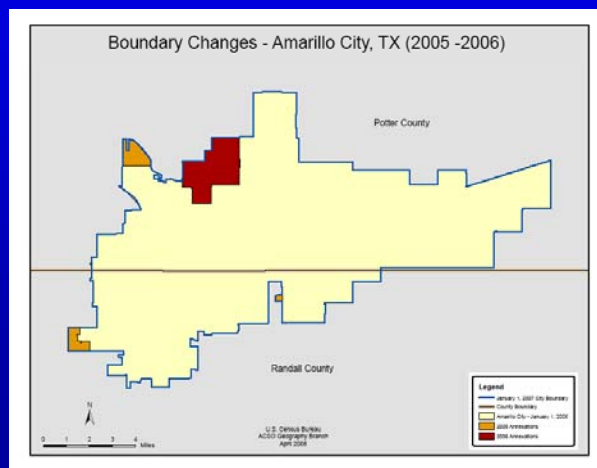 Boundary Changes - Amarillo City, TX (2005 -2006)
Potter County
Randall County
N
0 1 2 3 4
Miles
U.S. Census Bureau
ACSO Geography Branch
April 2008
Legend
January 1, 2007 City Boundary
County Boundary
Amarillo City - January 1, 2005
2005 Annexations
2006 Annexations